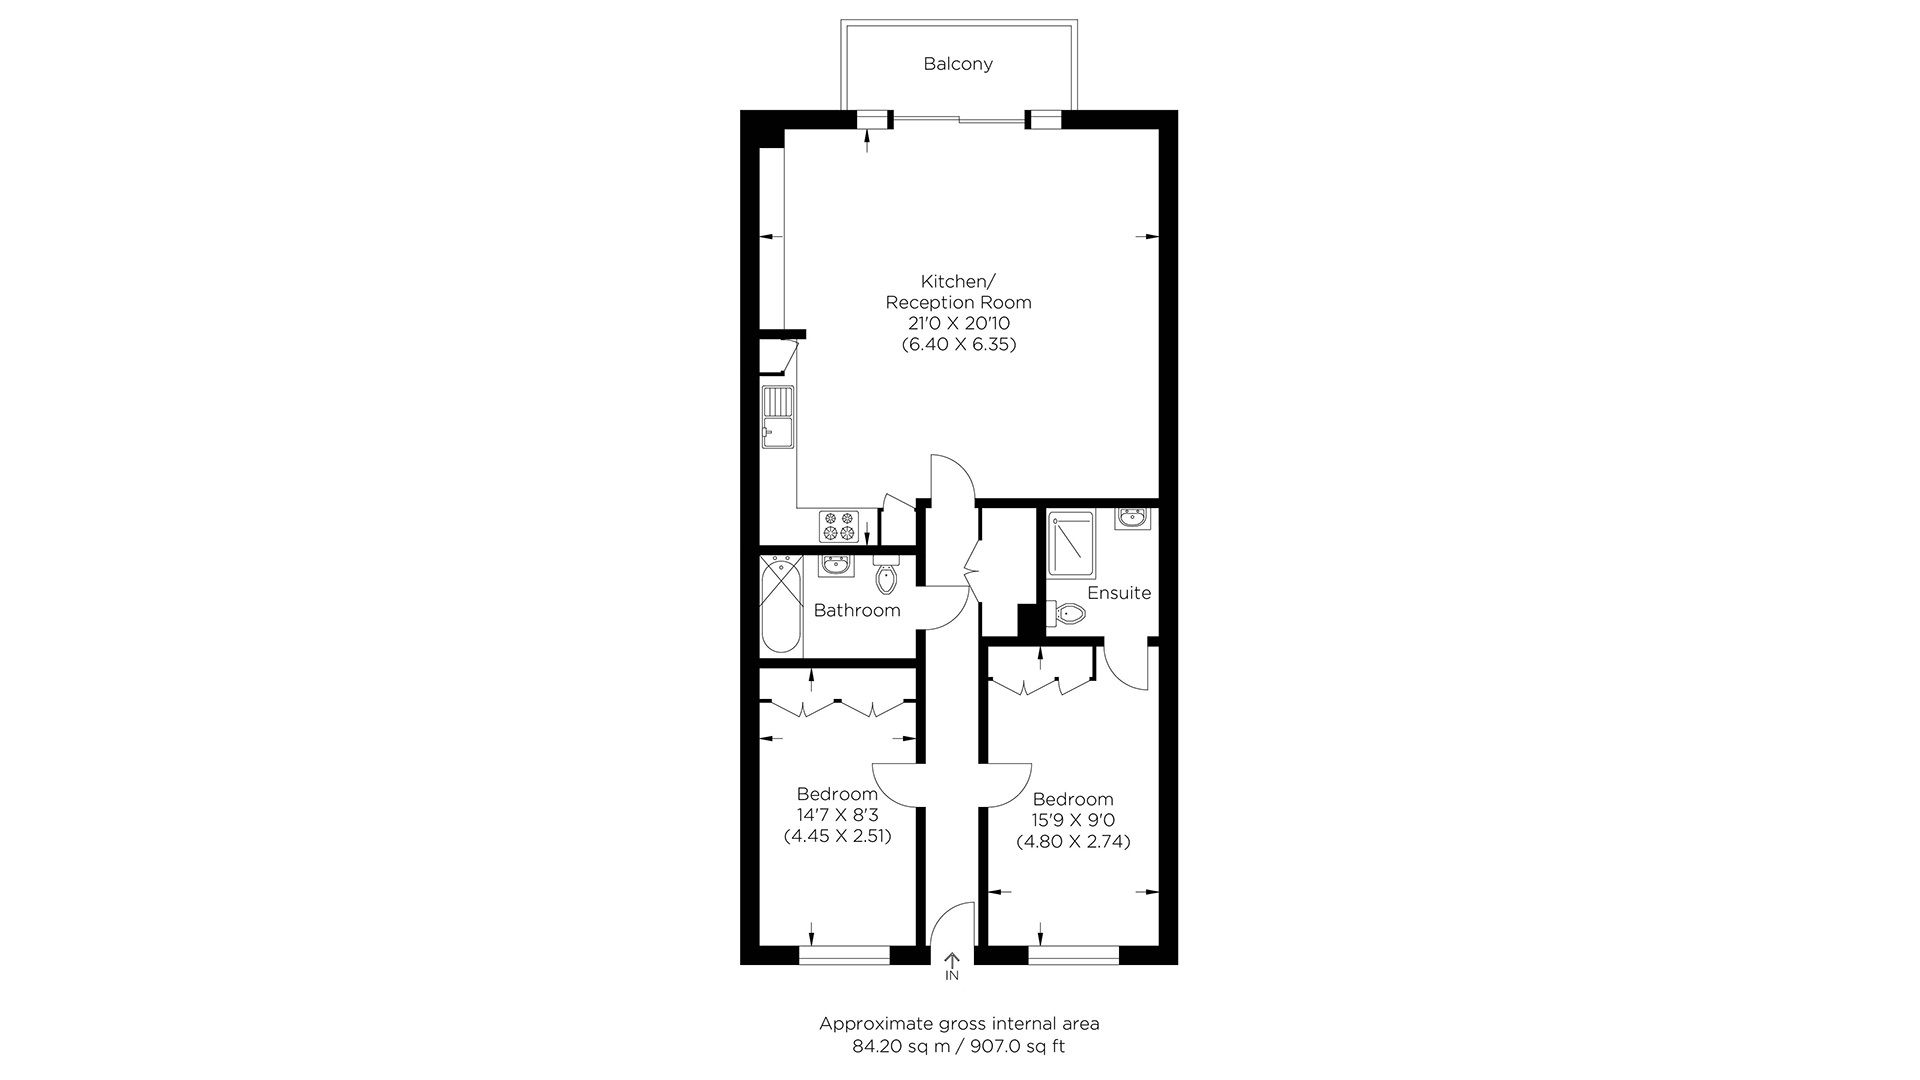 Balcony
Kitchen/
Reception Room
21'0 X 20'10
(6.40 X 6.35)
Ensuite
Bathroom
Bedroom
14'7 X 8'3
(4.45 X 2.51)
Bedroom
15'9 X 9'0
(4.80 X 2.74)
IN
Approximate gross internal area
84.20 sq m / 907.0 sq ft